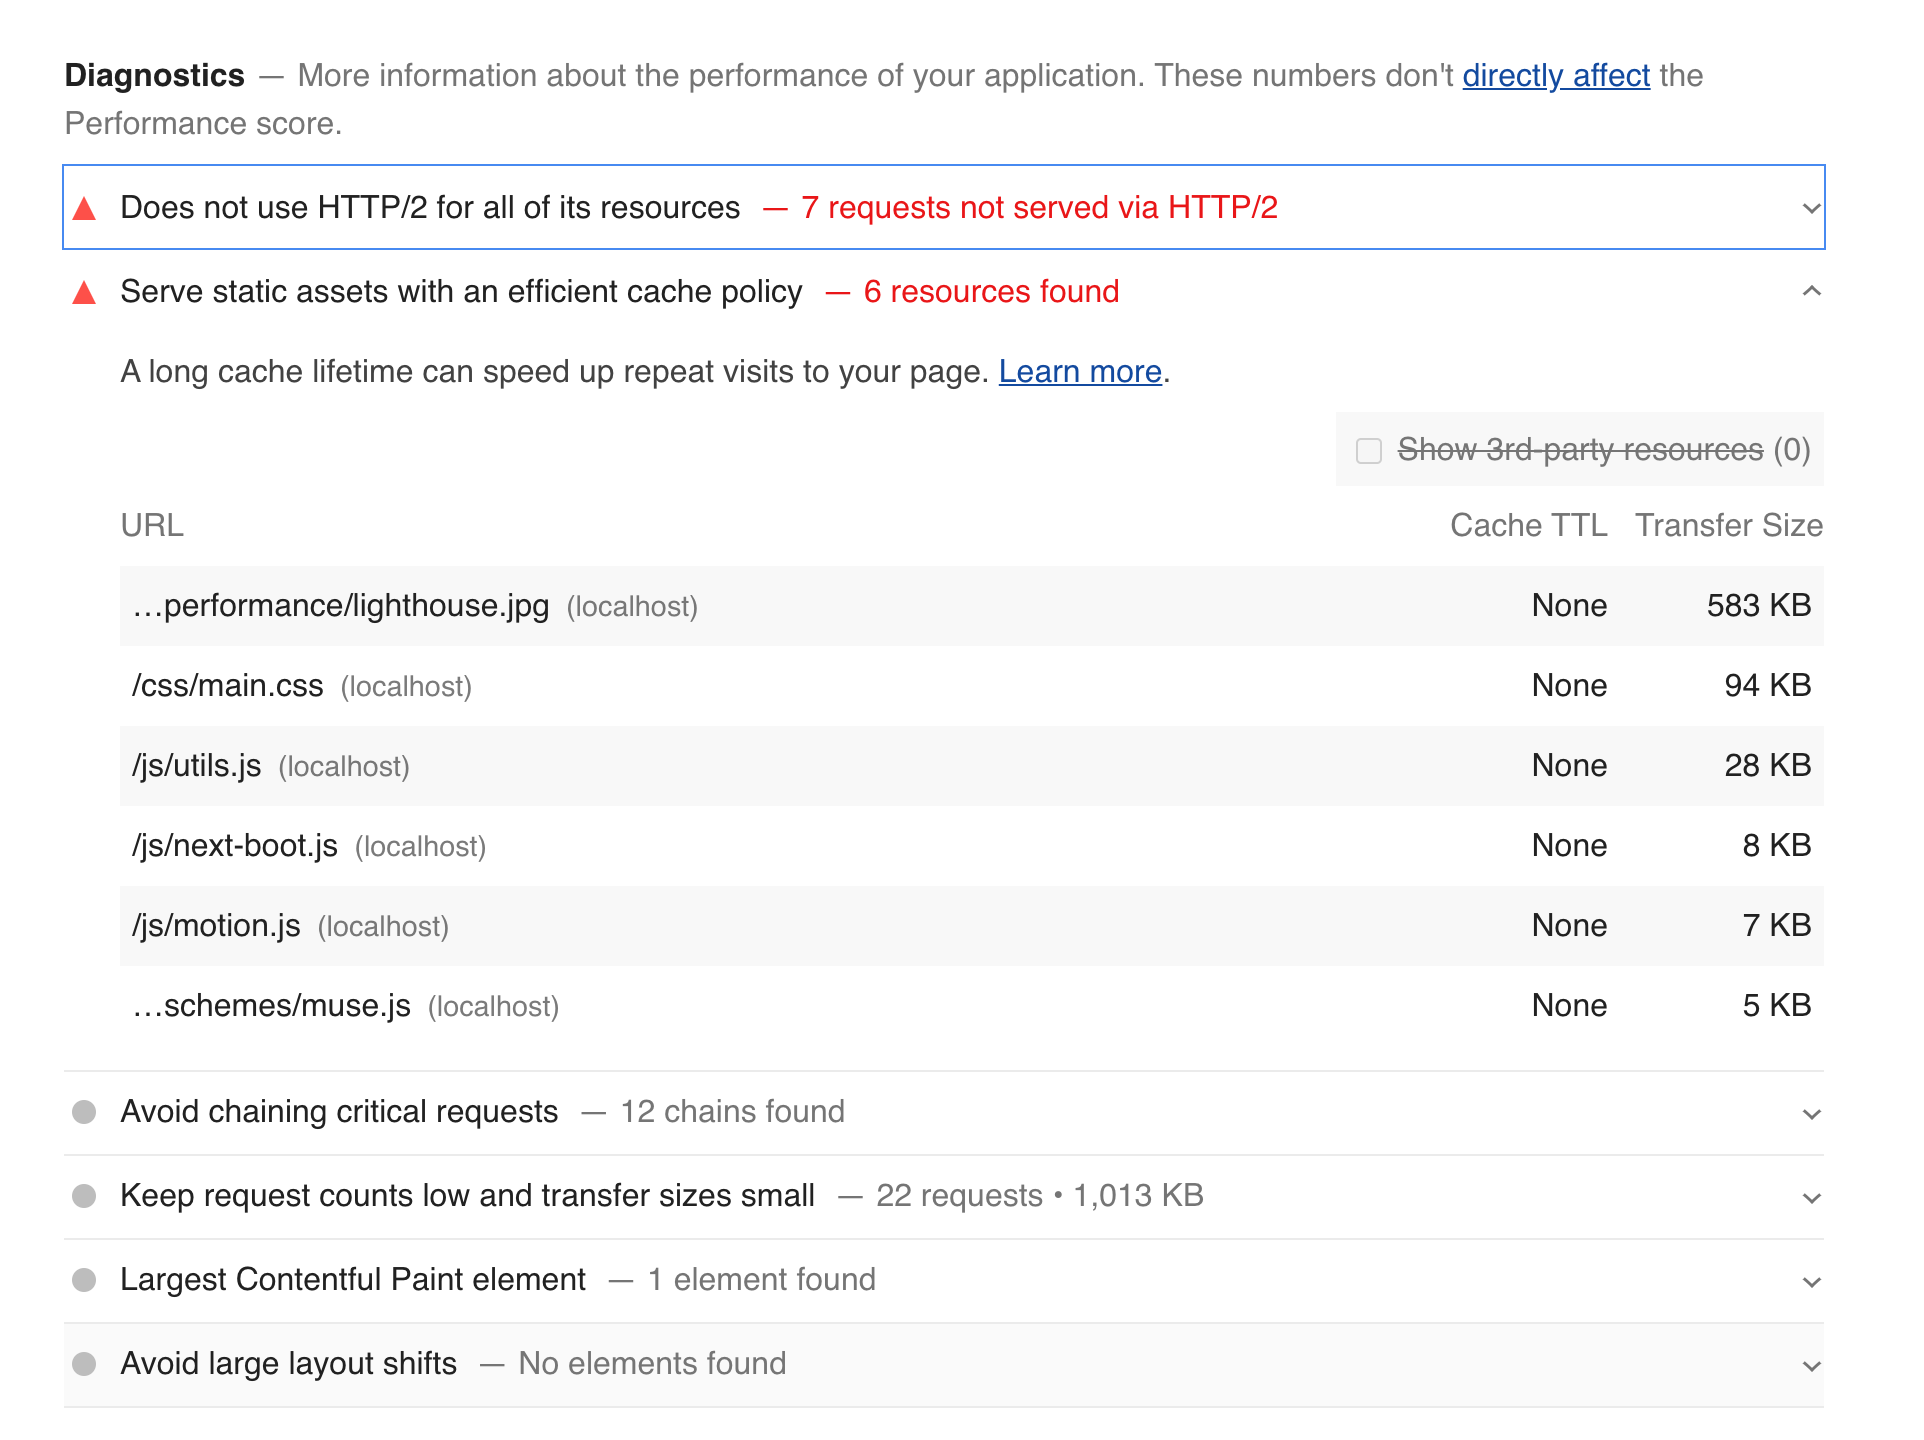 Diagnostics — More information about the performance of your application. These numbers don't directly affect the
Performance score.
Does not use HTTP/2 for all of its resources — 7 requests not served via HTTP/2
Serve static assets with an efficient cache policy — 6 resources found
A long cache lifetime can speed up repeat visits to your page. Learn more.
Show 3rd-party resources (0)
URL Cache TTL Transfer Size
…performance/lighthouse.jpg (localhost) None 583 KB
/css/main.css (localhost) None 94 KB
/js/utils.js (localhost) None 28 KB
/js/next-boot.js (localhost) None 8 KB
/js/motion.js (localhost) None 7 KB
…schemes/muse.js (localhost) None 5 KB
Avoid chaining critical requests — 12 chains found
Keep request counts low and transfer sizes small — 22 requests • 1,013 KB
Largest Contentful Paint element — 1 element found
Avoid large layout shifts — No elements found